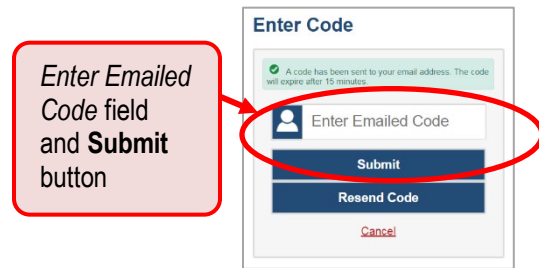 Enter Emailed
Code field
and Submit
button
Enter Code
A code has been sent to your email address. The code
will expire after 15 minutes.
Enter Emailed Code
Submit
Resend Code
Cancel